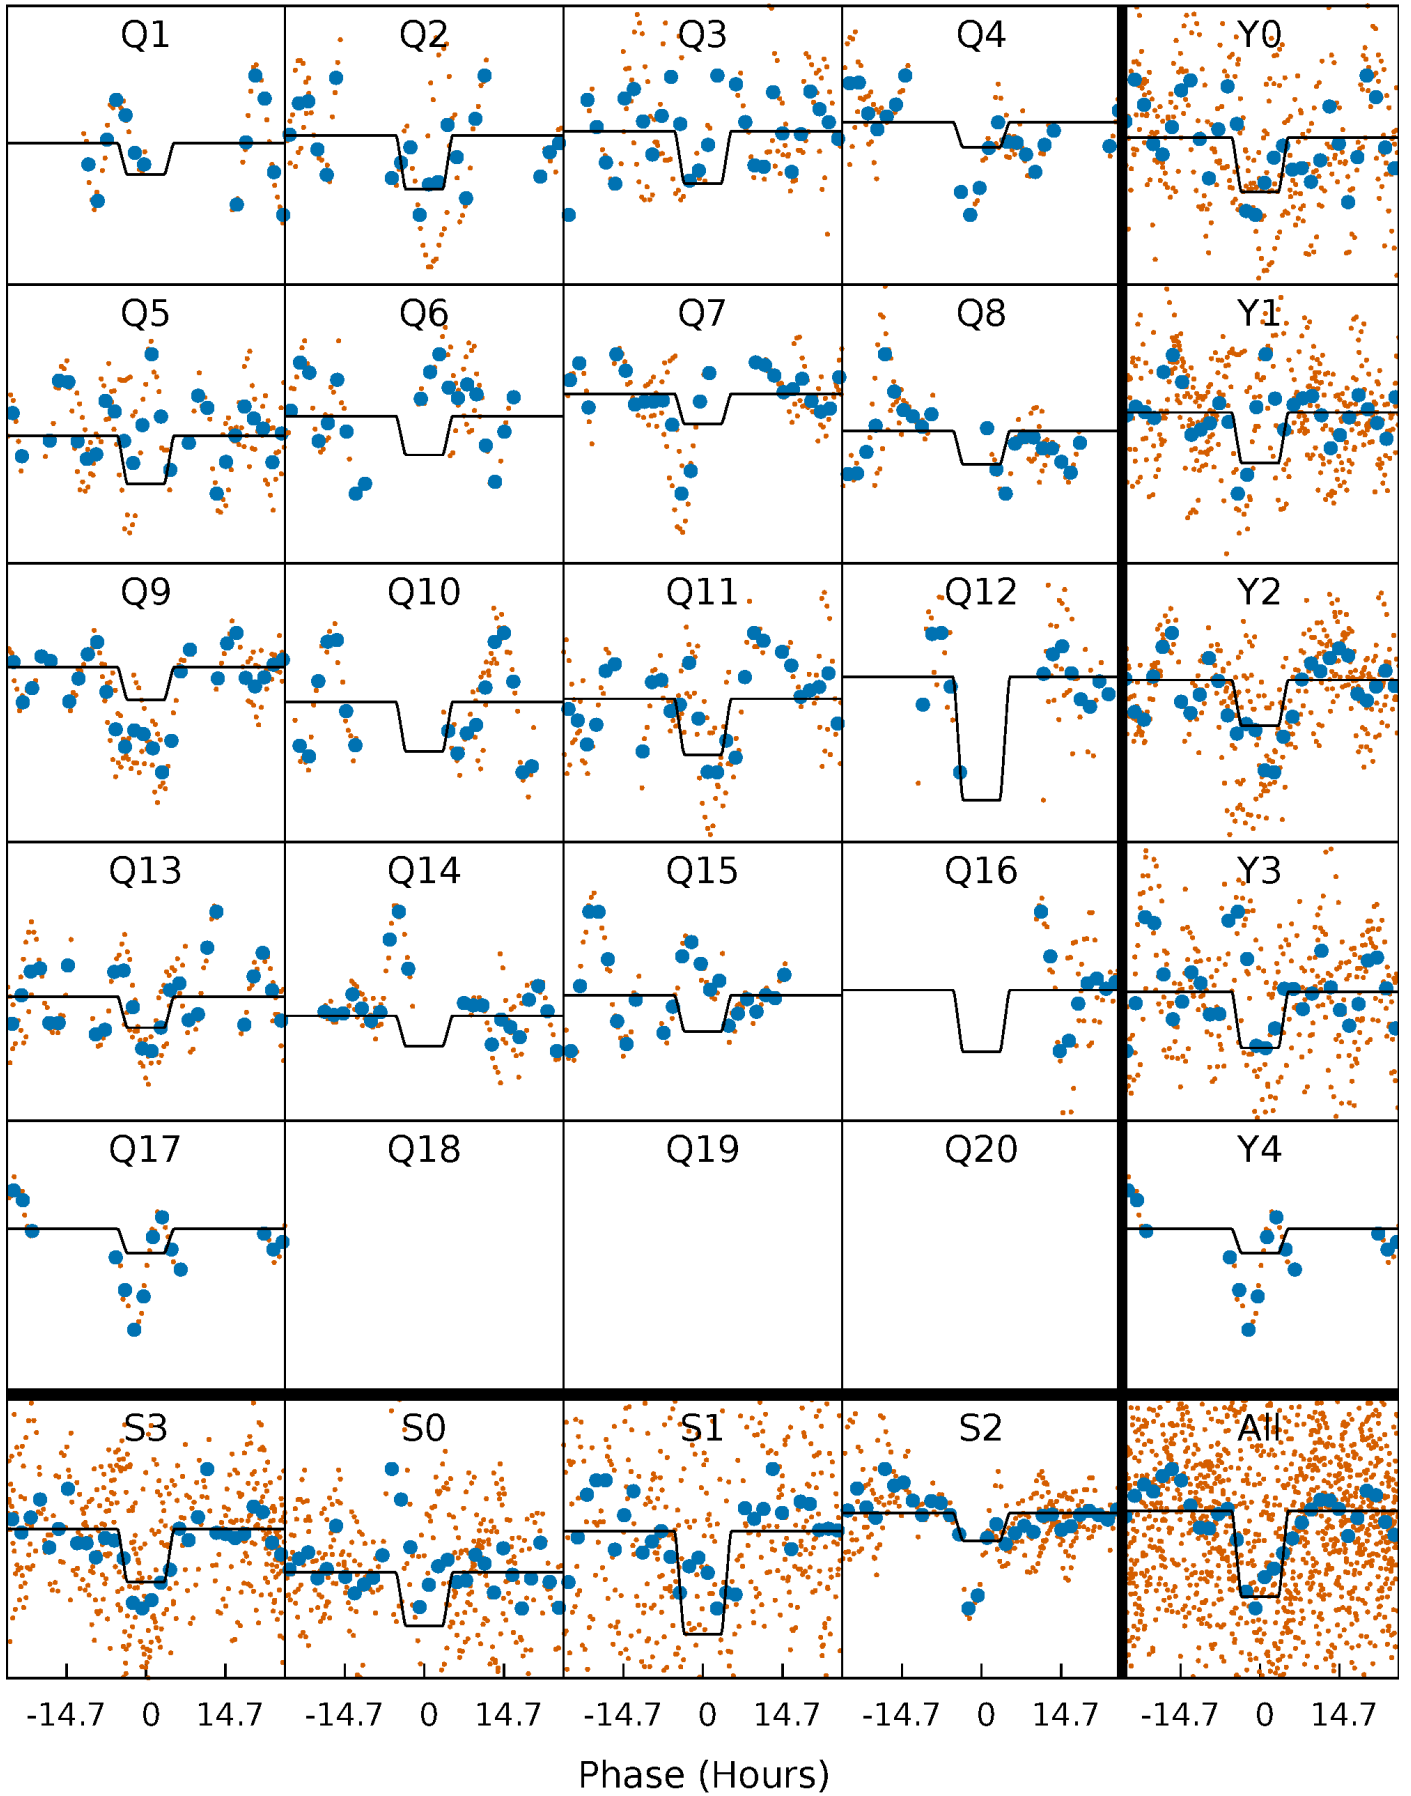 Q1 Q2 Q3 Q4 Y0
Q5 Q6 Q7 Q8 Y1
Q9 Q10 Q11 Q12 Y2
Q13 Q14 Q15 Q16 Y3
Q17 Q18 Q19 Q20 Y4
S3 S0 S1 S2 All
-14.7 0 14.7 -14.7 0 14.7 -14.7 0 14.7 -14.7 0 14.7 -14.7 0 14.7
Phase (Hours)